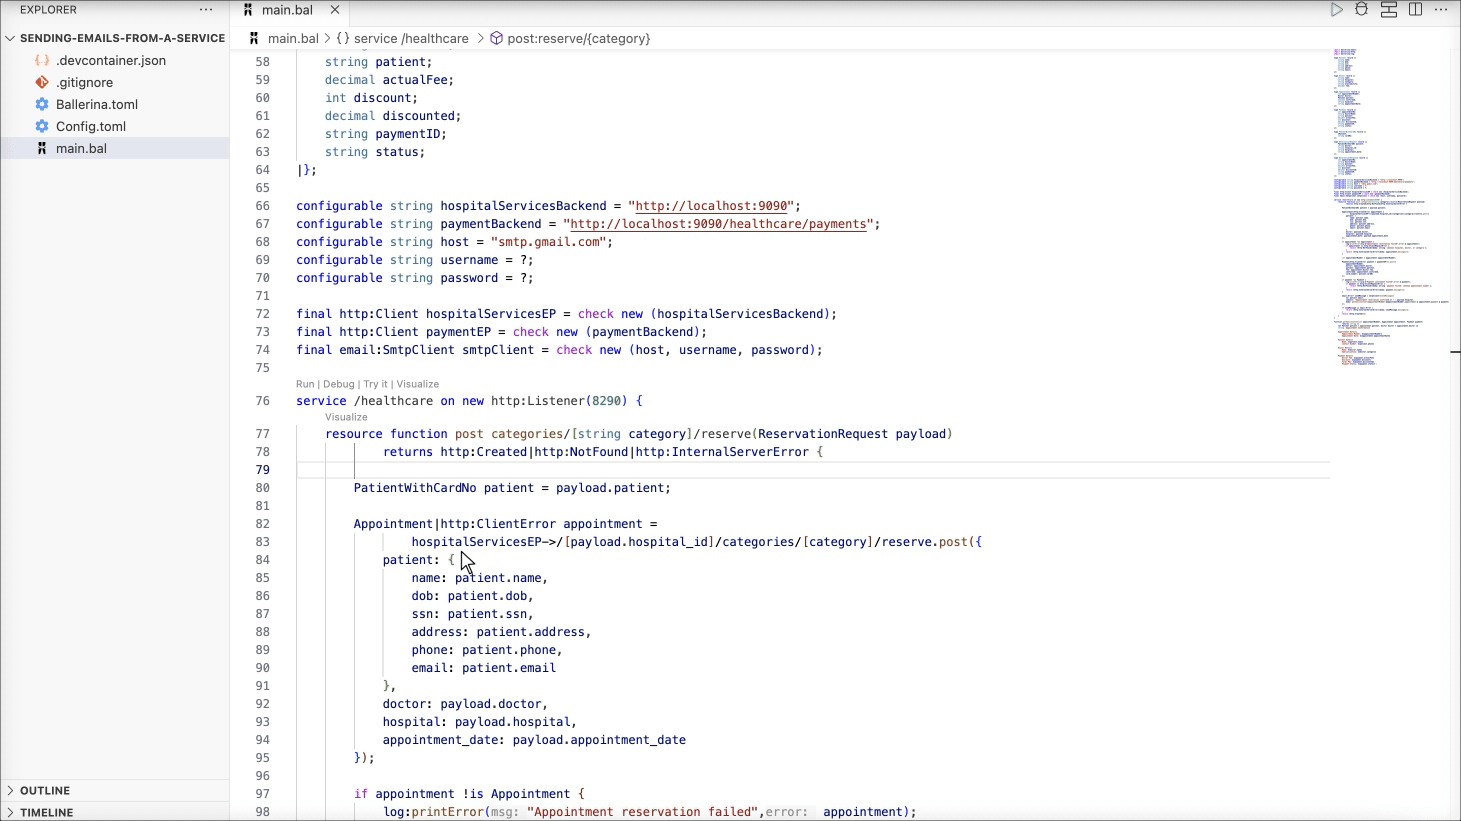 EXPLORER
main.bal
SENDING-EMAILS-FROM-A-SERVICE
.devcontainer.json
.gitignore
Ballerina.toml
Config.toml
main.bal
OUTLINE
TIMELINE
main.bal > {} service /healthcare > post:reserve/{category}
58 string patient;
59 decimal actualFee;
60 int discount;
61 decimal discounted;
62 string paymentID;
63 string status;
64 |};
65
66 configurable string hospitalServicesBackend = "http://localhost:9090";
67 configurable string paymentBackend = "http://localhost:9090/healthcare/payments";
68 configurable string host = "smtp.gmail.com";
69 configurable string username = ?;
70 configurable string password = ?;
71
72 final http:Client hospitalServicesEP = check new (hospitalServicesBackend);
73 final http:Client paymentEP = check new (paymentBackend);
74 final email:SmtpClient smtpClient = check new (host, username, password);
75
Run | Debug | Try it | Visualize
76 service /healthcare on new http:Listener(8290) {
Visualize
77 resource function post categories/[string category]/reserve(ReservationRequest payload)
78 returns http:Created|http:NotFound|http:InternalServerError {
79
80 PatientWithCardNo patient = payload.patient;
81
82 Appointment|http:ClientError appointment =
83 hospitalServicesEP->/[payload.hospital_id]/categories/[category]/reserve.post({
84 patient: {
85 name: patient.name,
86 dob: patient.dob,
87 ssn: patient.ssn,
88 address: patient.address,
89 phone: patient.phone,
90 email: patient.email
91 },
92 doctor: payload.doctor,
93 hospital: payload.hospital,
94 appointment_date: payload.appointment_date
95 });
96
97 if appointment !is Appointment {
98 log:printError(msg: "Appointment reservation failed",error: appointment);